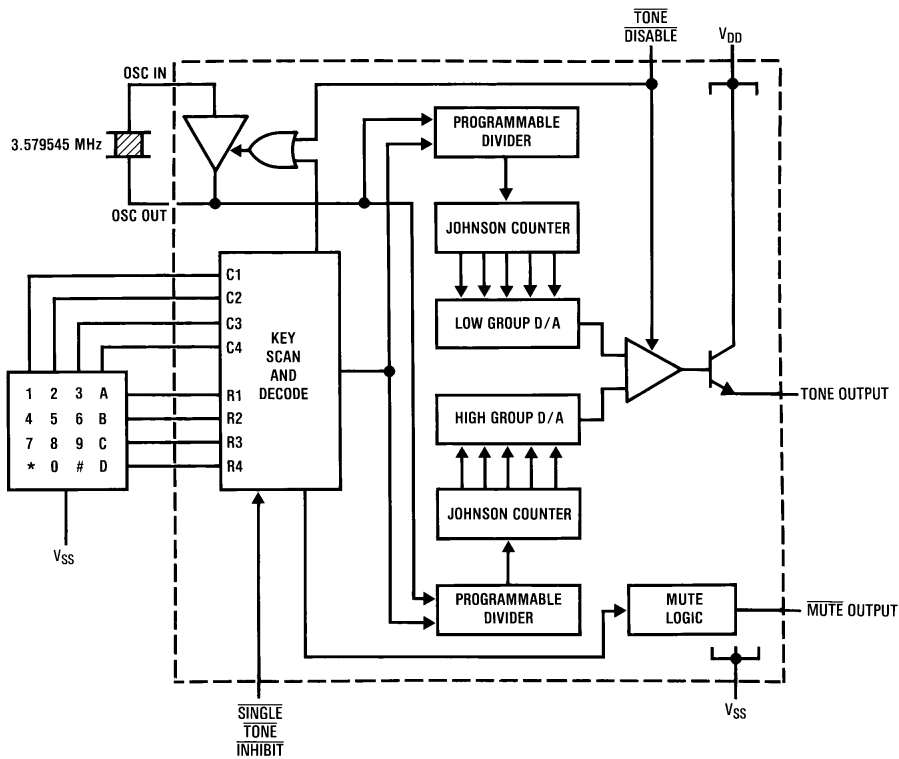 TONE
DISABLE
VDD
OSC IN
3.579545 MHz
OSC OUT
PROGRAMMABLE
DIVIDER
JOHNSON COUNTER
LOW GROUP D/A
C1
C2
C3
C4
R1
R2
R3
R4
KEY
SCAN
AND
DECODE
1 2 3 A
4 5 6 B
7 8 9 C
* 0 # D
VSS
HIGH GROUP D/A
JOHNSON COUNTER
PROGRAMMABLE
DIVIDER
TONE OUTPUT
MUTE
LOGIC
MUTE OUTPUT
VSS
SINGLE
TONE
INHIBIT